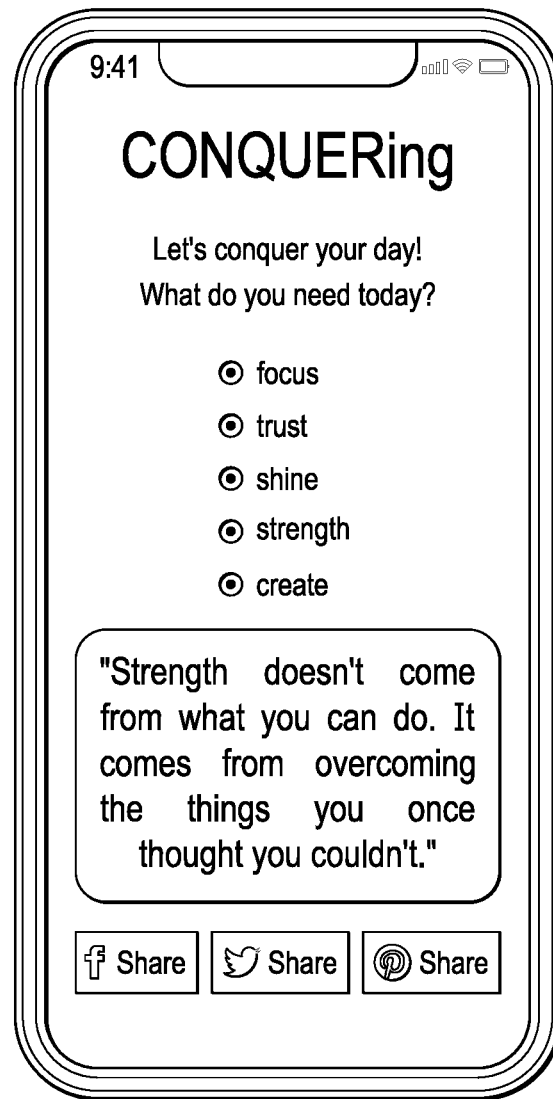 9:41
CONQUERing
Let's conquer your day!
What do you need today?
focus
trust
shine
strength
create
"Strength doesn't come
from what you can do. It
comes from overcoming
the things you once
thought you couldn't."
Share Share Share